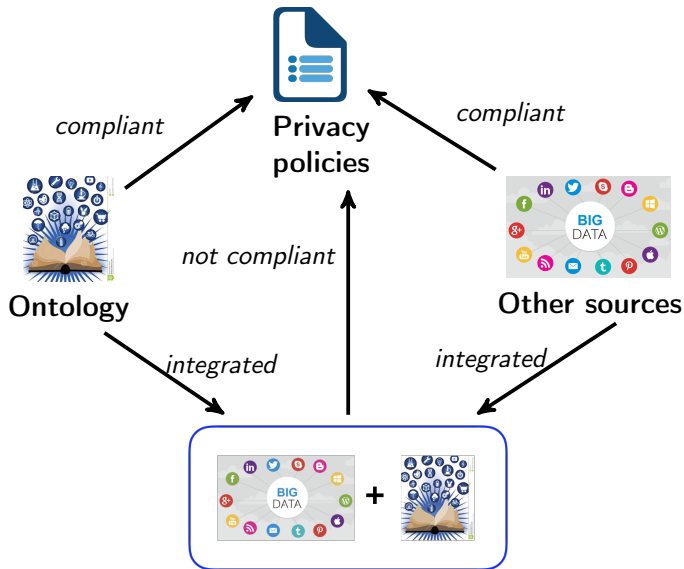 compliant
compliant
Privacy
policies
not compliant
BIG
DATA
Ontology
Other sources
integrated
integrated
BIG
DATA
+